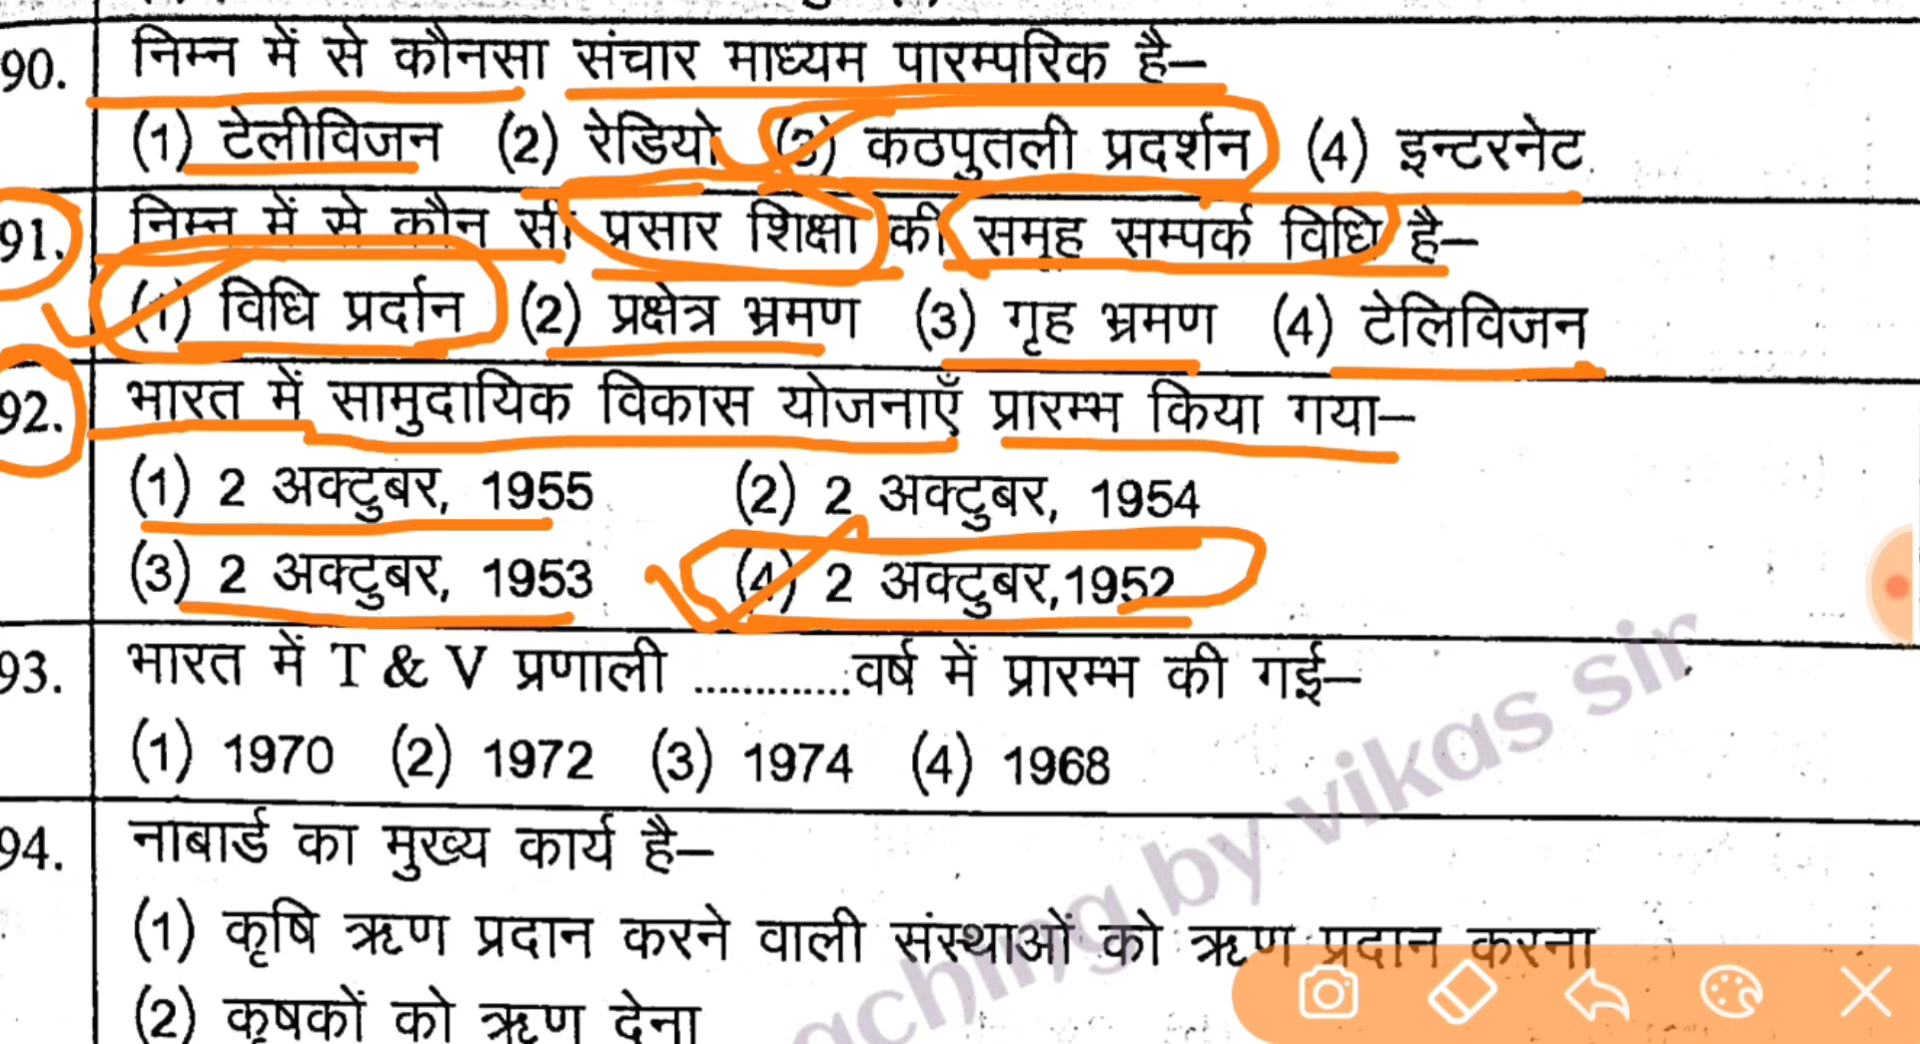 90. निम्न में से कौनसा संचार माध्यम पारम्परिक है–
(1) टेलीविजन (2) रेडियो (3) कठपुतली प्रदर्शन (4) इन्टरनेट
91. निम्न में से कौन सी प्रसार शिक्षा की समूह सम्पर्क विधि है–
(1) विधि प्रर्दान (2) प्रक्षेत्र भ्रमण (3) गृह भ्रमण (4) टेलिविजन
92. भारत में सामुदायिक विकास योजनाएँ प्रारम्भ किया गया–
(1) 2 अक्टुबर, 1955 (2) 2 अक्टुबर, 1954
(3) 2 अक्टुबर, 1953 (4) 2 अक्टुबर,1952
93. भारत में T & V प्रणाली .............वर्ष में प्रारम्भ की गई–
(1) 1970 (2) 1972 (3) 1974 (4) 1968
94. नाबार्ड का मुख्य कार्य है–
(1) कृषि ऋण प्रदान करने वाली संस्थाओं को ऋण प्रदान करना
(2) कृषकों को ऋण देना
aching by vikas sir